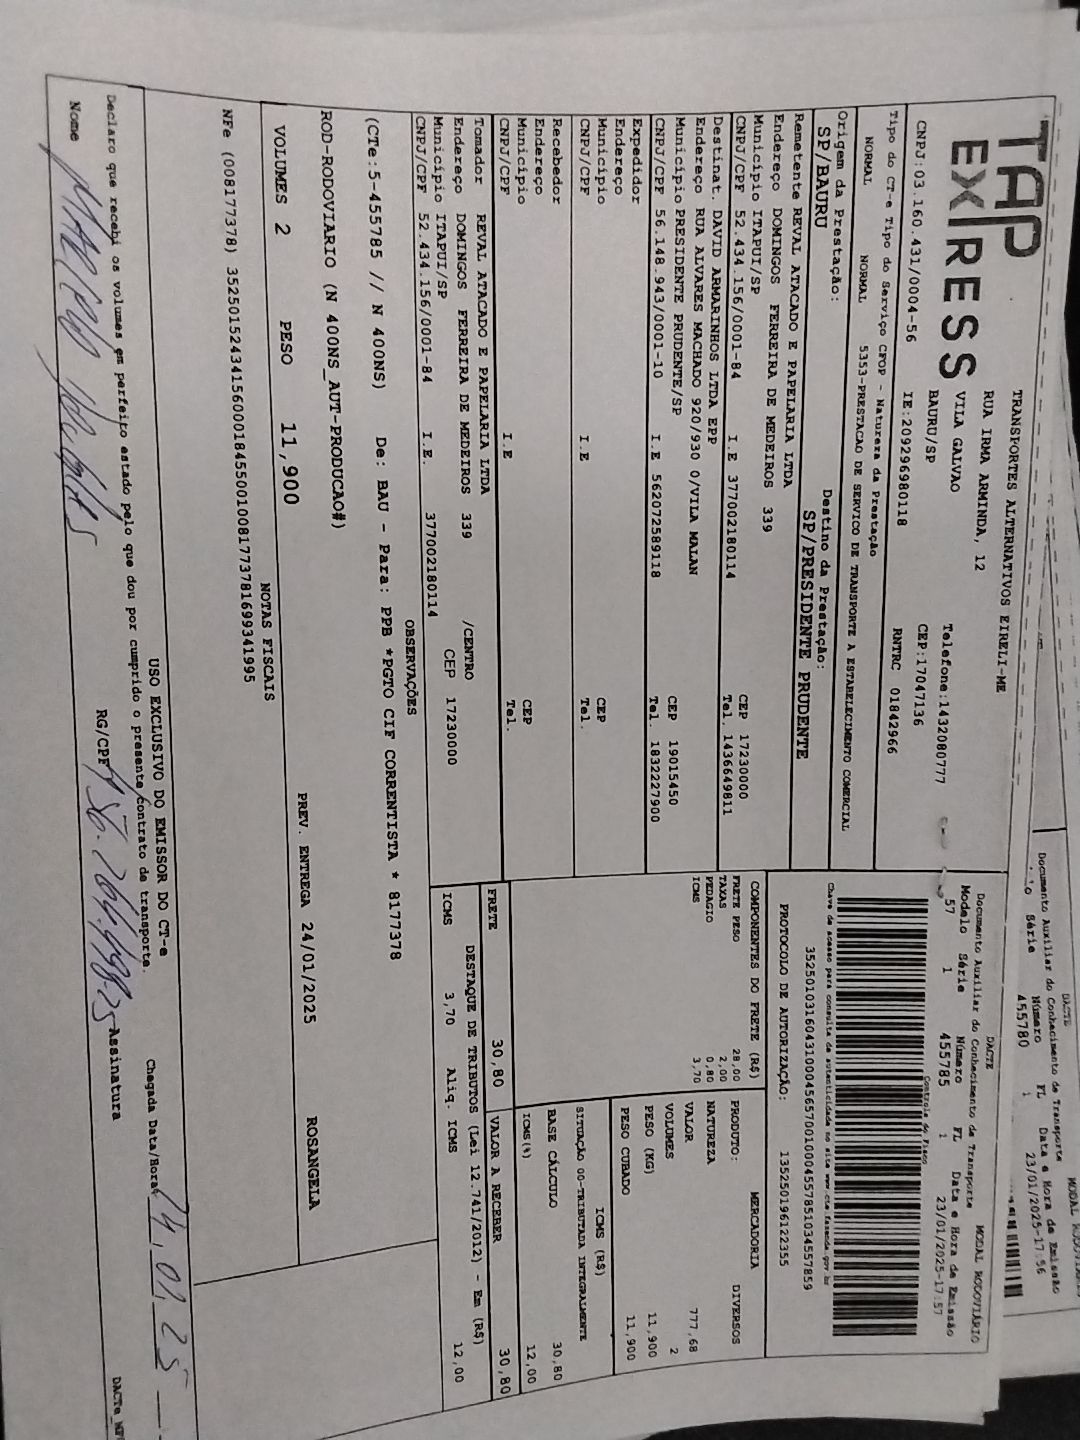 TAP
EXPRESS
TRANSPORTES ALTERNATIVOS EIRELI-ME
RUA IRMA ARMINDA, 12
VILA GALVAO
BAURU/SP
Telefone:1432080777
CEP:17047136
CNPJ:03.160.431/0004-56
IE:209296980118
RNTRC 01842966
Tipo do CT-e Tipo do Serviço CFOP - Natureza da Prestação
NORMAL NORMAL 5353-PRESTACAO DE SERVICO DE TRANSPORTE A ESTABELECIMENTO COMERCIAL
Origem da Prestação:
SP/BAURU
Destino da Prestação:
SP/PRESIDENTE PRUDENTE
Remetente REVAL ATACADO E PAPELARIA LTDA
Endereço DOMINGOS FERREIRA DE MEDEIROS 339
Município ITAPUI/SP CEP 17230000
CNPJ/CPF 52.434.156/0001-84 I.E 377002180114 Tel. 1436649811
Destinat. DAVID ARMARINHOS LTDA EPP
Endereço RUA ALVARES MACHADO 920/930 0/VILA MALAN
Município PRESIDENTE PRUDENTE/SP CEP 19015450
CNPJ/CPF 56.148.943/0001-10 I.E 562072589118 Tel. 1832227900
Expedidor
Endereço
Município CEP
CNPJ/CPF I.E Tel.
Recebedor
Endereço
Município CEP
CNPJ/CPF I.E Tel.
Tomador REVAL ATACADO E PAPELARIA LTDA
Endereço DOMINGOS FERREIRA DE MEDEIROS 339 /CENTRO
Município ITAPUI/SP CEP 17220000
CNPJ/CPF 52.434.156/0001-84 I.E. 377002180114
DACTE MODAL RODOVIÁRIO
Documento Auxiliar do Conhecimento de Transporte
Modelo Série Número FL Data e Hora de Emissão
57 1 455785 1 23/01/2025-17:57
Controle do Fisco
35250103160431000456570010004557851034557859
Chave de acesso para consulta de autenticidade no site www.cte.fazenda.gov.br
PROTOCOLO DE AUTORIZAÇÃO: 135250196122355
COMPONENTES DO FRETE (R$)
FRETE PESO 28,00
TAXAS 2,00
PEDAGIO 0,80
ICMS 3,70
MERCADORIA
PRODUTO: DIVERSOS
NATUREZA
VALOR 777,68
VOLUMES 2
PESO (KG) 11,900
PESO CUBADO 11,900
ICMS (R$)
SITUAÇÃO 00-TRIBUTADA INTEGRALMENTE
BASE CÁLCULO 30,80
ICMS(%) 12,00
FRETE 30,80 VALOR A RECEBER 30,80
DESTAQUE DE TRIBUTOS (Lei 12.741/2012) - Em (R$)
ICMS 3,70 Aliq. ICMS 12,00
OBSERVAÇÕES
(CTe:5-455785 // N 400NS) De: BAU - Para: PPB *PGTO CIF CORRENTISTA * 8177378
ROD-RODOVIARIO (N 400NS_AUT-PRODUCAO#)
VOLUMES 2 PESO 11,900 PREV. ENTREGA 24/01/2025 ROSANGELA
NOTAS FISCAIS
NFe (008177378) 35250152434156000184550010081773781699341995
USO EXCLUSIVO DO EMISSOR DO CT-e
Declaro que recebi os volumes em perfeito estado pelo que dou por cumprido o presente contrato de transporte.
Chegada Data/Hora: 24.01.25
Nome
RG/CPF
Assinatura
DACTE
MODAL
Documento Auxiliar do Conhecimento de Transporte
Série Número FL Data e Hora de Emissão
455780 1 23/01/2025-17:56